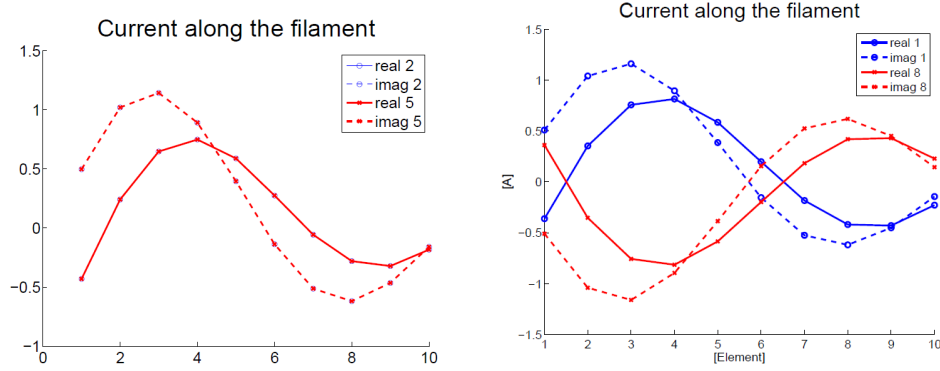 Current along the filament
1.5
1
0.5
0
−0.5
−1
0 2 4 6 8 10
real 2
imag 2
real 5
imag 5
Current along the filament
[A]
1.5
1
0.5
0
−0.5
−1
−1.5
1 2 3 4 5 6 7 8 9 10
[Element]
real 1
imag 1
real 8
imag 8